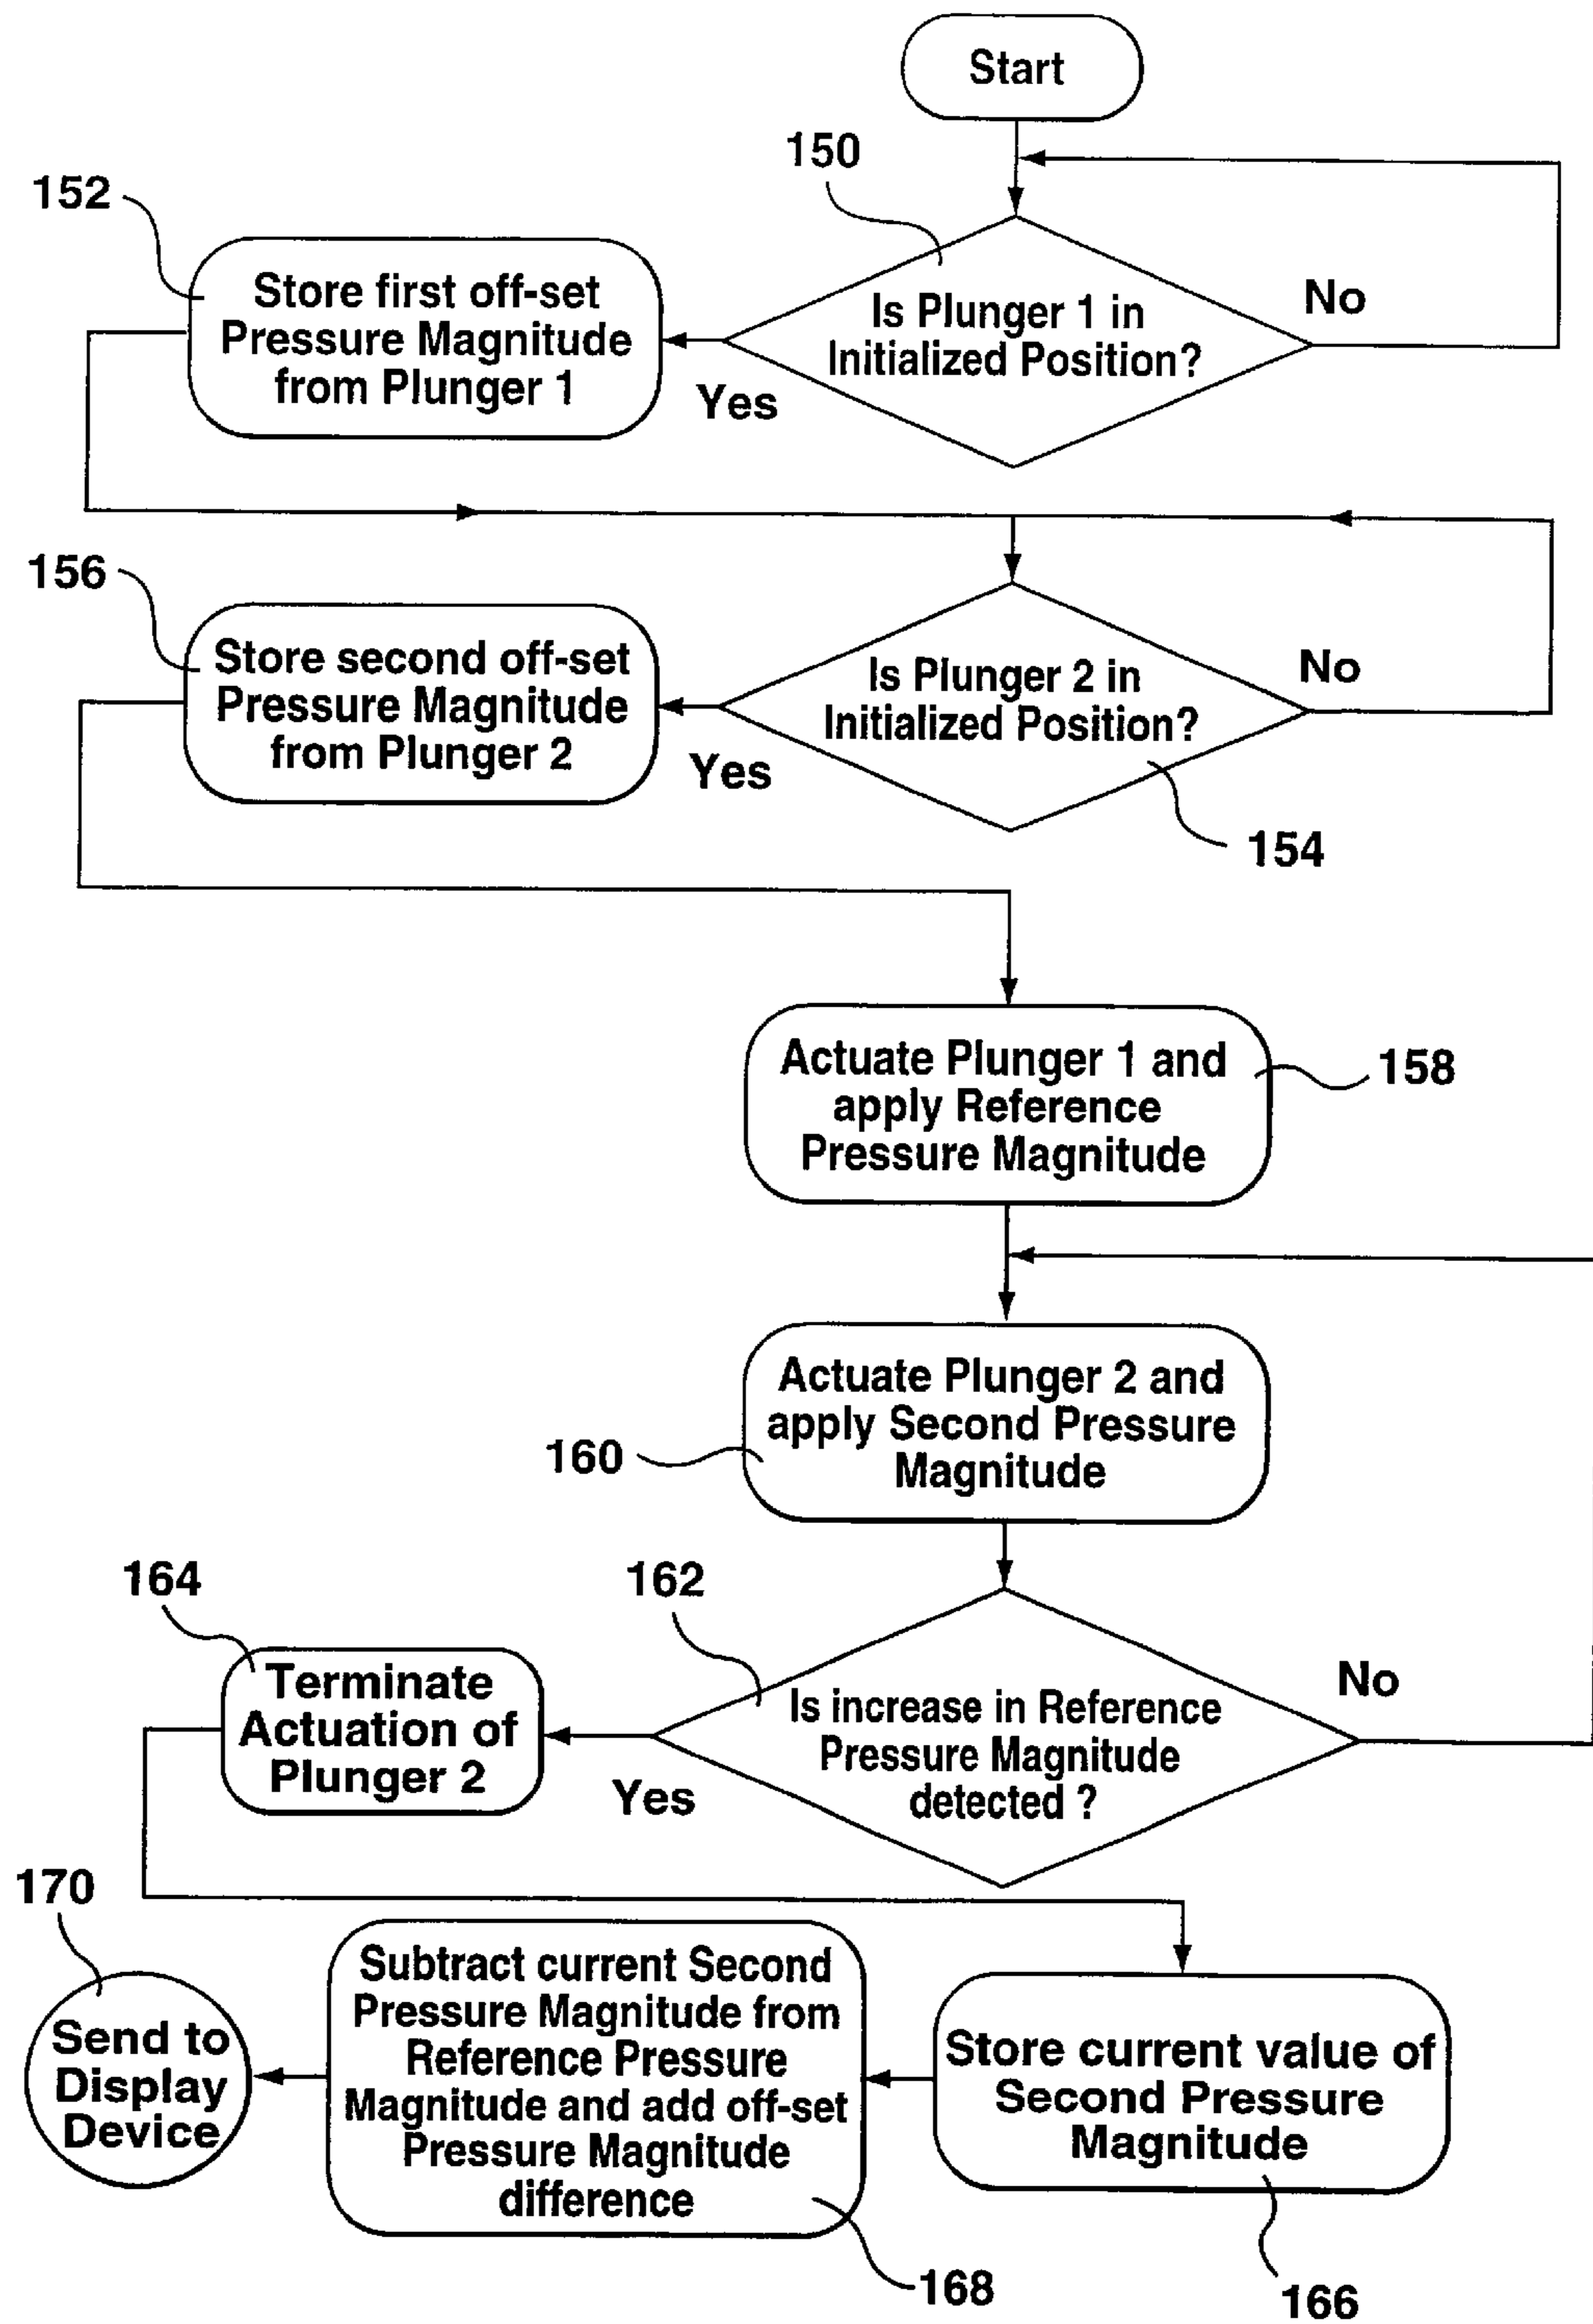 Start
150
152
Store first off-set
Pressure Magnitude
from Plunger 1
Is Plunger 1 in
Initialized Position?
No
Yes
156
Store second off-set
Pressure Magnitude
from Plunger 2
Is Plunger 2 in
Initialized Position?
No
Yes
154
Actuate Plunger 1 and
apply Reference
Pressure Magnitude
158
Actuate Plunger 2 and
apply Second Pressure
Magnitude
160
164
162
Terminate
Actuation of
Plunger 2
Is increase in Reference
Pressure Magnitude
detected ?
No
Yes
170
Send to
Display
Device
Subtract current Second
Pressure Magnitude from
Reference Pressure
Magnitude and add off-set
Pressure Magnitude
difference
Store current value of
Second Pressure
Magnitude
168
166